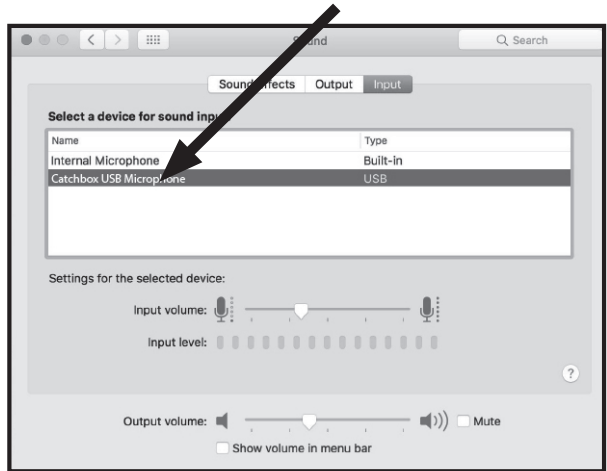 Search
Sound Effects Output Input
Select a device for sound input
Name Type
Internal Microphone Built-in
Catchbox USB Microphone USB
Settings for the selected device:
Input volume:
Input level:
?
Output volume: Mute
Show volume in menu bar